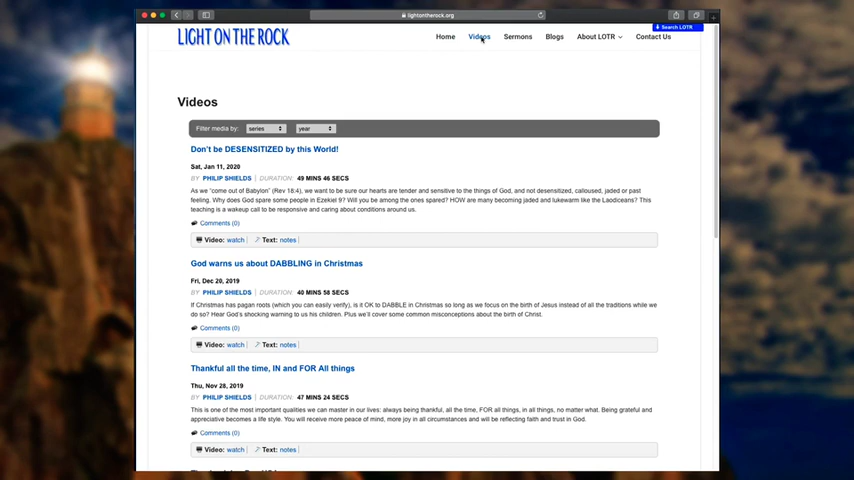 lightontherock.org
Search LOTR
LIGHT ON THE ROCK
Home Videos Sermons Blogs About LOTR Contact Us
Videos
Filter media by: series year
Don't be DESENSITIZED by this World!
Sat, Jan 11, 2020
BY PHILIP SHIELDS | DURATION: 49 MINS 46 SECS
As we "come out of Babylon" (Rev 18:4), we want to be sure our hearts are tender and sensitive to the things of God, and not desensitized, calloused, jaded or past
feeling. Why does God spare some people in Ezekiel 9? Will you be among the ones spared? HOW are many becoming jaded and lukewarm like the Laodiceans? This
teaching is a wakeup call to be responsive and caring about conditions around us.
Comments (0)
Video: watch | Text: notes |
God warns us about DABBLING in Christmas
Fri, Dec 20, 2019
BY PHILIP SHIELDS | DURATION: 40 MINS 58 SECS
If Christmas has pagan roots (which you can easily verify), is it OK to DABBLE in Christmas so long as we focus on the birth of Jesus instead of all the traditions while we
do so? Hear God's shocking warning to us his children. Plus we'll cover some common misconceptions about the birth of Christ.
Comments (0)
Video: watch | Text: notes |
Thankful all the time, IN and FOR All things
Thu, Nov 28, 2019
BY PHILIP SHIELDS | DURATION: 47 MINS 24 SECS
This is one of the most important qualities we can master in our lives: always being thankful, all the time, FOR all things, in all things, no matter what. Being grateful and
appreciative becomes a life style. You will receive more peace of mind, more joy in all circumstances and will be reflecting faith and trust in God.
Comments (0)
Video: watch | Text: notes |